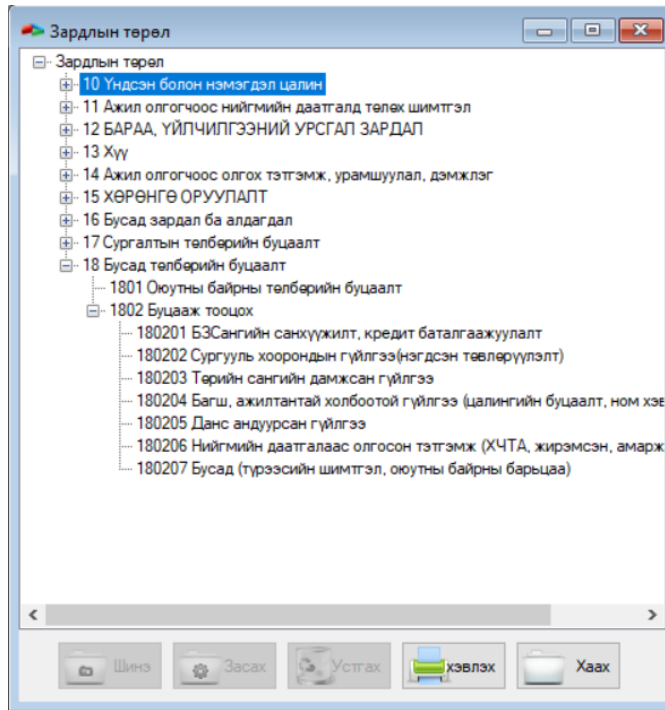 Зардлын төрөл
Зардлын төрөл
10 Үндсэн болон нэмэгдэл цалин
11 Ажил олгогчоос нийгмийн даатгалд төлөх шимтгэл
12 БАРАА, ҮЙЛЧИЛГЭЭНИЙ УРСГАЛ ЗАРДАЛ
13 Хүү
14 Ажил олгогчоос олгох тэтгэмж, урамшуулал, дэмжлэг
15 ХӨРӨНГӨ ОРУУЛАЛТ
16 Бусад зардал ба алдагдал
17 Сургалтын төлбөрийн буцаалт
18 Бусад төлбөрийн буцаалт
1801 Оюутны байрны төлбөрийн буцаалт
1802 Буцааж тооцох
180201 БЗСангийн санхүүжилт, кредит баталгаажуулалт
180202 Сургууль хоорондын гүйлгээ(нэгдсэн төвлөрүүлэлт)
180203 Төрийн сангийн дамжсан гүйлгээ
180204 Багш, ажилтантай холбоотой гүйлгээ (цалингийн буцаалт, ном хэв
180205 Данс андуурсан гүйлгээ
180206 Нийгмийн даатгалаас олгосон тэтгэмж (ХЧТА, жирэмсэн, амарж
180207 Бусад (түрээсийн шимтгэл, оюутны байрны барьцаа)
Шинэ Засах Устгах хэвлэх Хаах